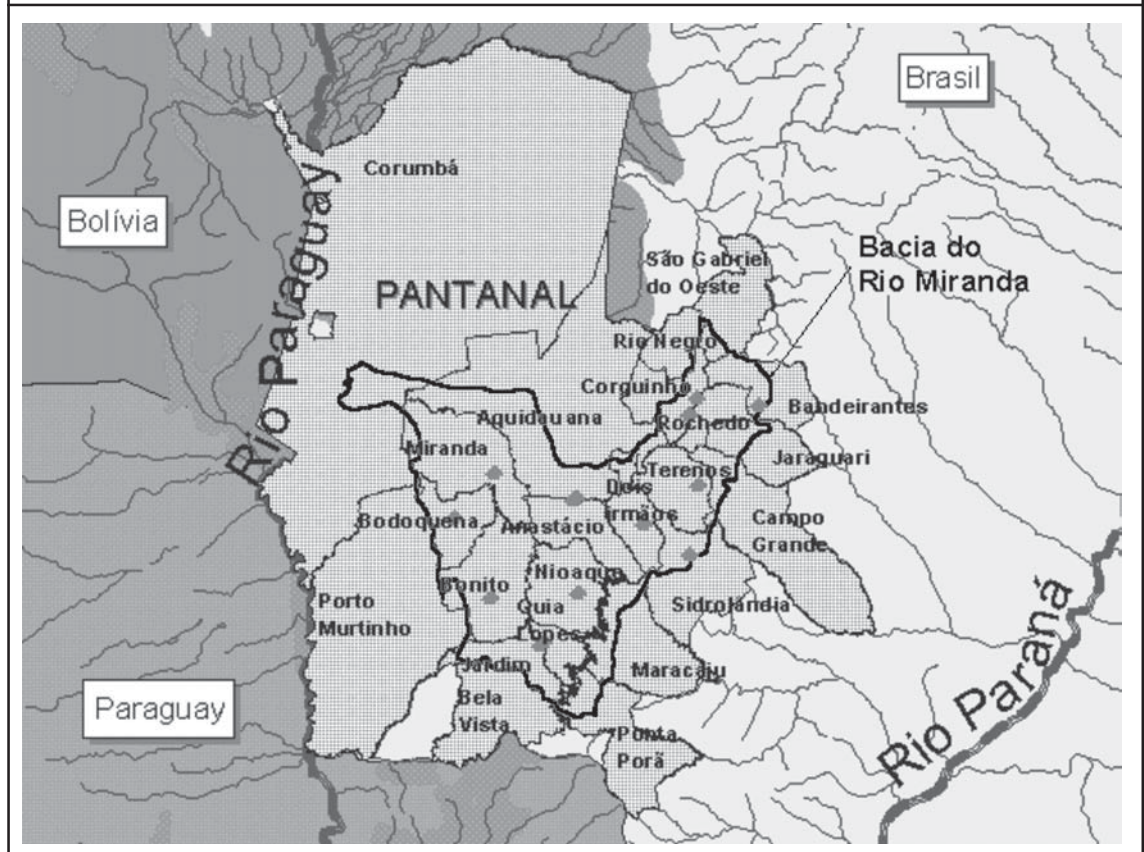 Brasil
Corumbá
Bolívia
Rio Paraguay
São Gabriel
do Oeste
Bacia do
Rio Miranda
PANTANAL
Rio Negro
Corguinho
Aquidauana
Rochedo
Bandeirantes
Miranda
Jaraguari
Terenos
Dois
irmãos
Bodoquena
Anastácio
Campo
Grande
Nioaque
Bonito
Porto
Murtinho
Guia
Lopes
Sidrolândia
Rio Paraná
Jardim
Maracaju
Bela
Vista
Paraguay
Ponta
Porã